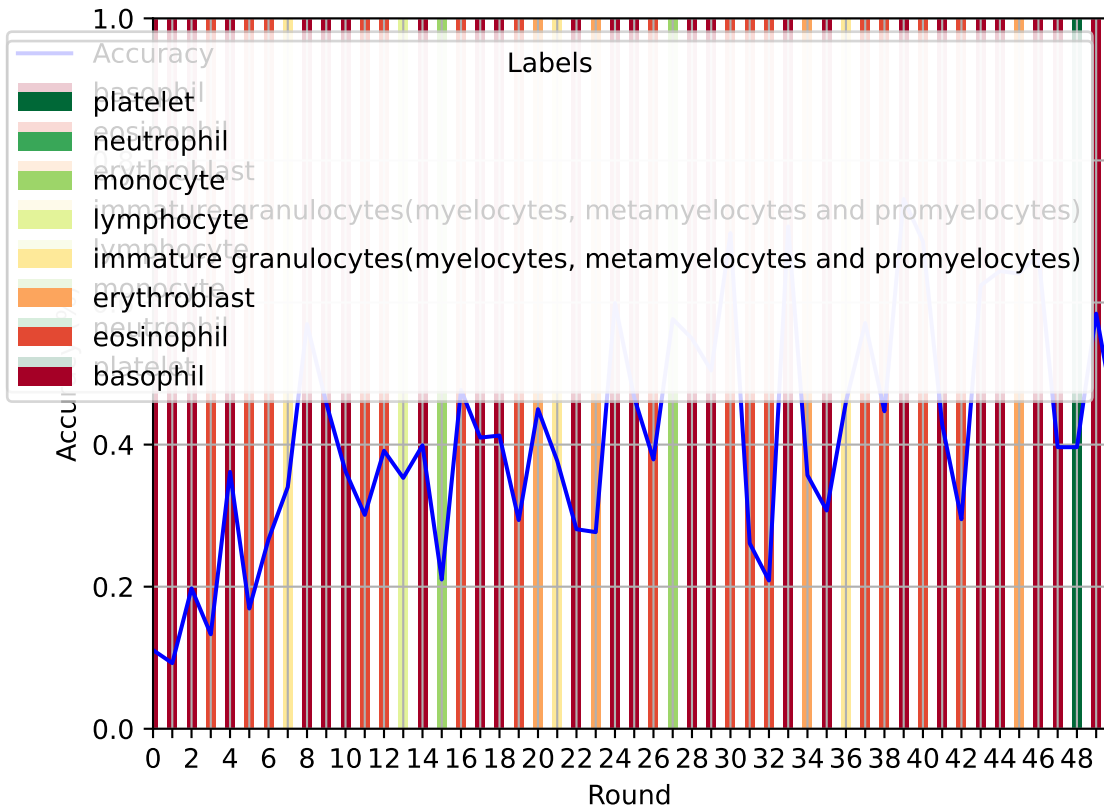 1.0
Labels
Accuracy
basophil
platelet
eosinophil
neutrophil
erythroblast
monocyte
immature granulocytes(myelocytes, metamyelocytes and promyelocytes)
lymphocyte
lymphocyte
immature granulocytes(myelocytes, metamyelocytes and promyelocytes)
monocyte
erythroblast
neutrophil
eosinophil
platelet
basophil
0.4
0.2
0.0
0 2 4 6 8 10 12 14 16 18 20 22 24 26 28 30 32 34 36 38 40 42 44 46 48
Round